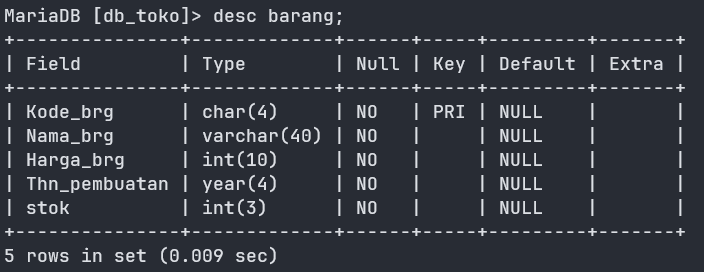 MariaDB [db_toko]> desc barang;
+---------------+-------------+------+-----+---------+-------+
| Field         | Type        | Null | Key | Default | Extra |
+---------------+-------------+------+-----+---------+-------+
| Kode_brg      | char(4)     | NO   | PRI | NULL    |       |
| Nama_brg      | varchar(40) | NO   |     | NULL    |       |
| Harga_brg     | int(10)     | NO   |     | NULL    |       |
| Thn_pembuatan | year(4)     | NO   |     | NULL    |       |
| stok          | int(3)      | NO   |     | NULL    |       |
+---------------+-------------+------+-----+---------+-------+
5 rows in set (0.009 sec)